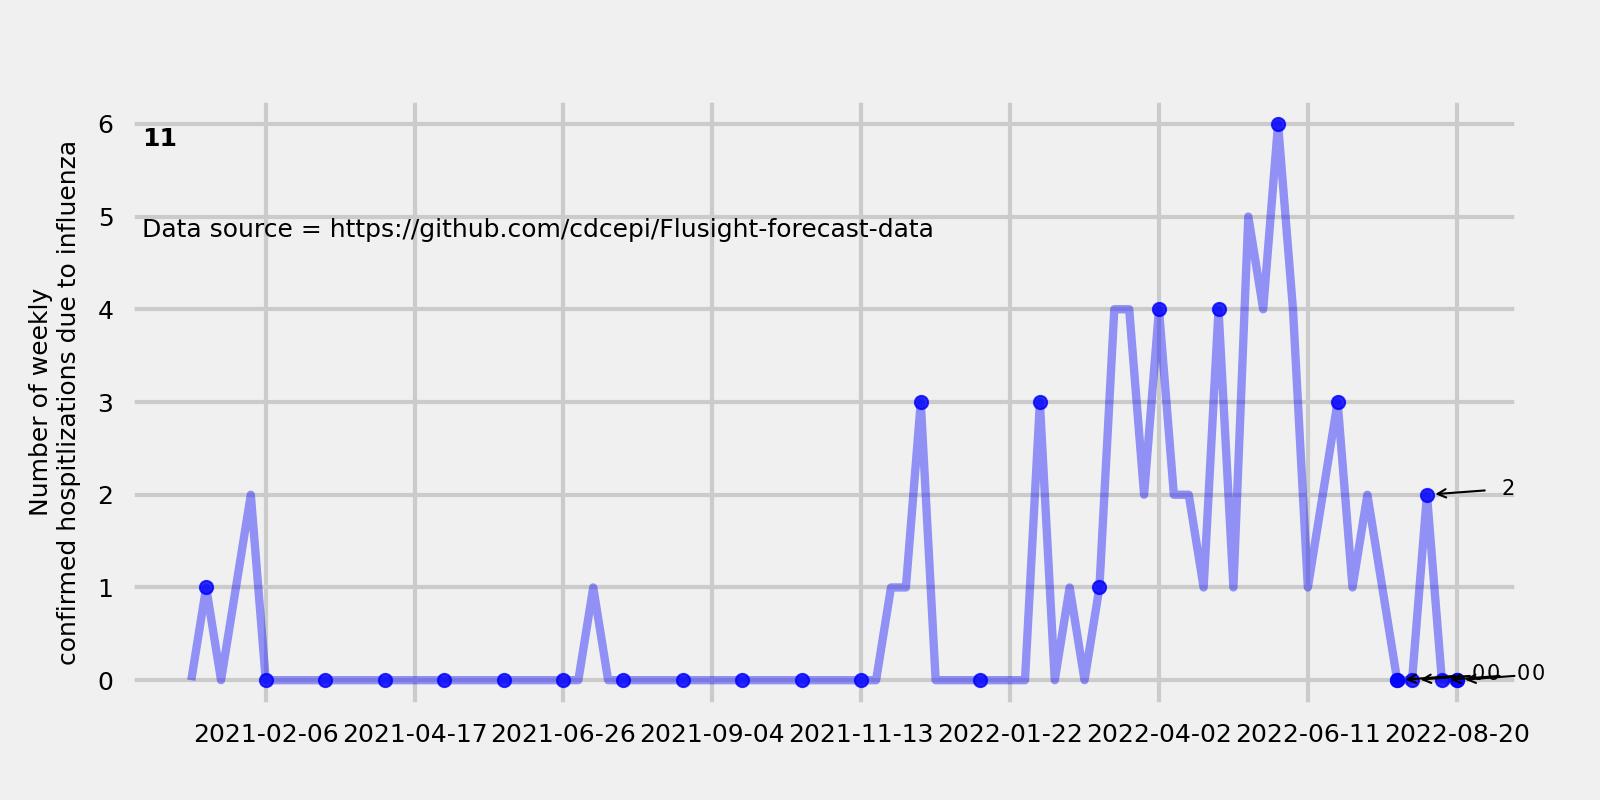 11
Data source = https://github.com/cdcepi/Flusight-forecast-data
Number of weekly
confirmed hospitlizations due to influenza
6
5
4
3
2
1
0
2
00 00
2021-02-06 2021-04-17 2021-06-26 2021-09-04 2021-11-13 2022-01-22 2022-04-02 2022-06-11 2022-08-20